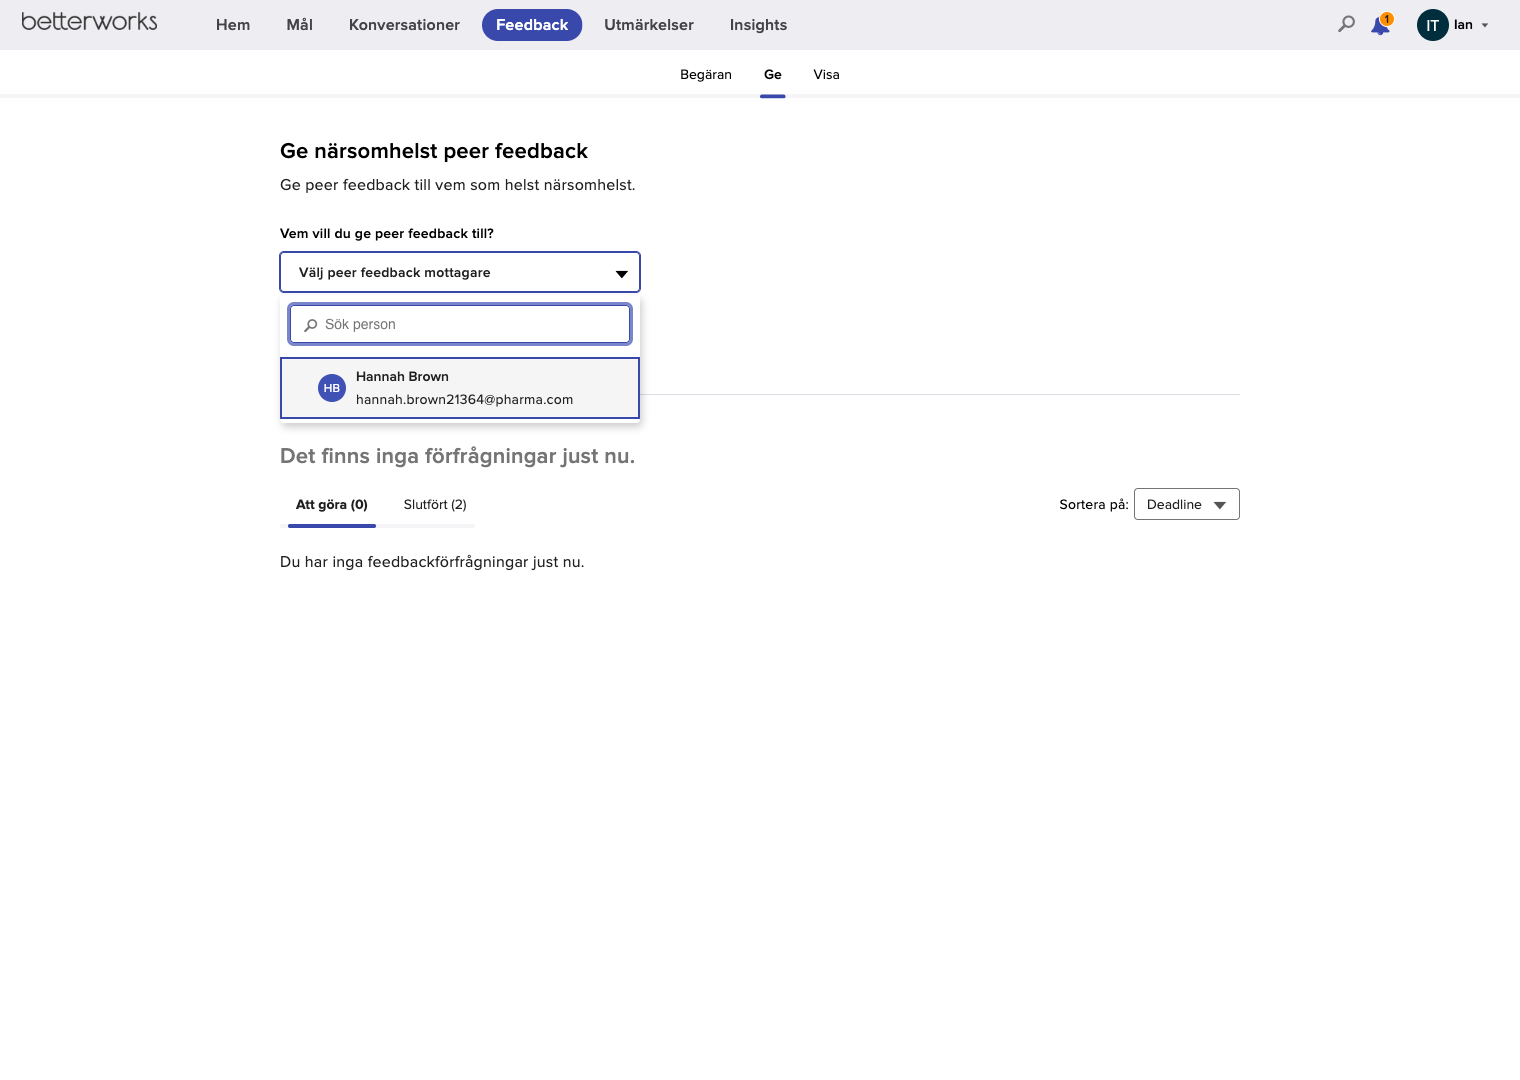 betterworks
Hem
Mål
Konversationer
Feedback
Utmärkelser
Insights
1
IT
Ian
Begäran
Ge
Visa
Ge närsomhelst peer feedback
Ge peer feedback till vem som helst närsomhelst.
Vem vill du ge peer feedback till?
Välj peer feedback mottagare
Sök person
HB
Hannah Brown
hannah.brown21364@pharma.com
Det finns inga förfrågningar just nu.
Att göra (0)
Slutfört (2)
Sortera på:
Deadline
Du har inga feedbackförfrågningar just nu.